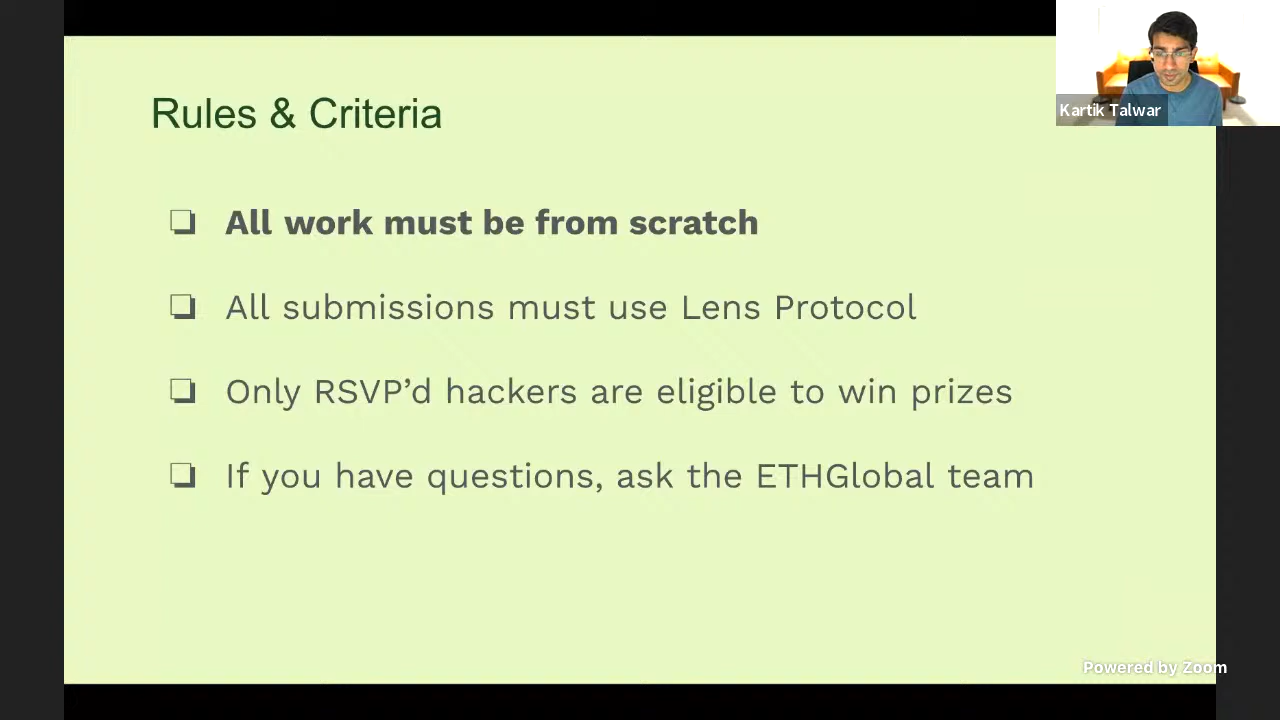 Rules & Criteria
Kartik Talwar
❏ All work must be from scratch
❏ All submissions must use Lens Protocol
❏ Only RSVP’d hackers are eligible to win prizes
❏ If you have questions, ask the ETHGlobal team
Powered by Zoom